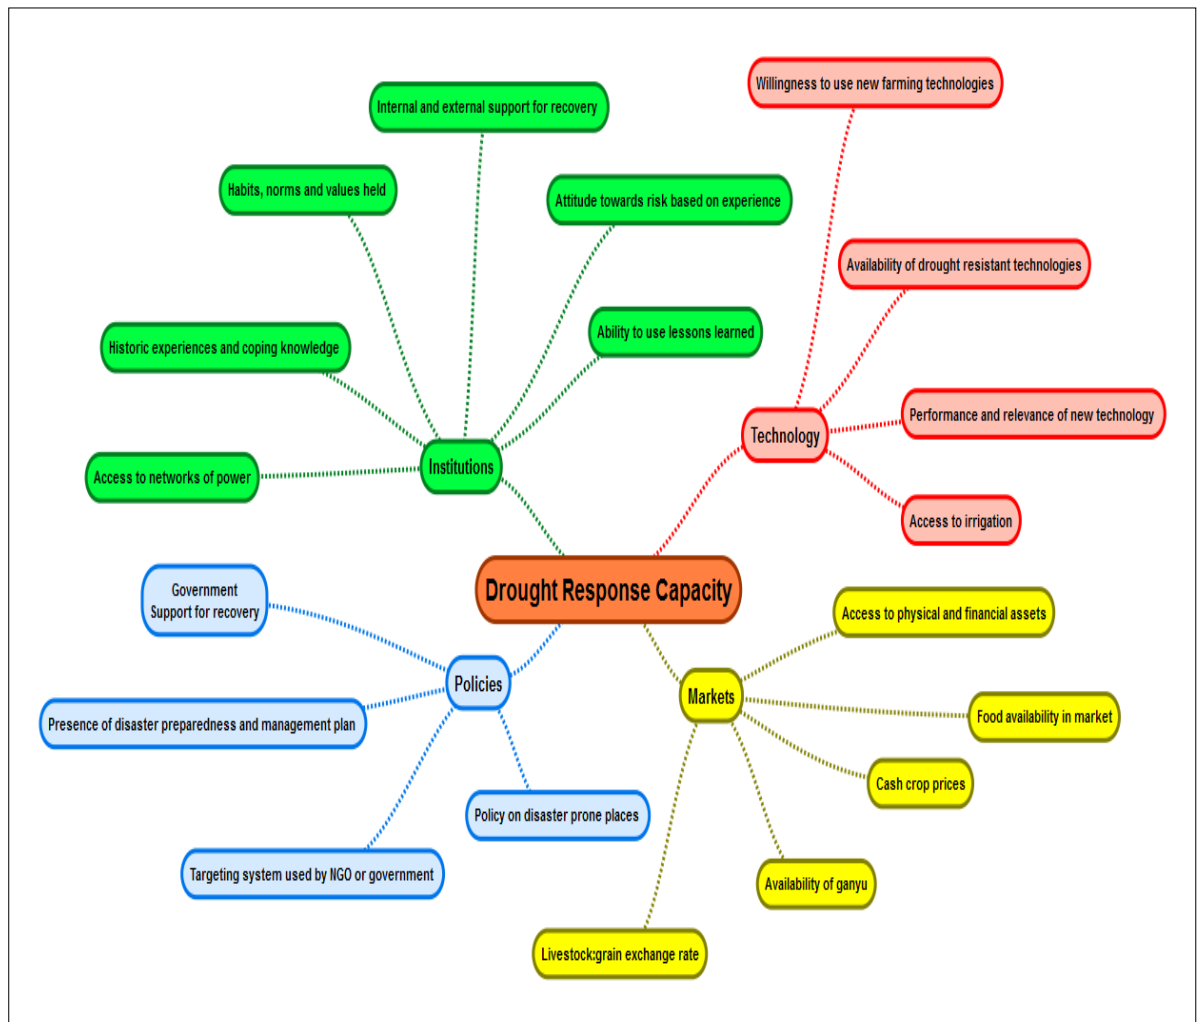 Willingness to use new farming technologies
Internal and external support for recovery
Habits, norms and values held
Attitude towards risk based on experience
Availability of drought resistant technologies
Ability to use lessons learned
Historic experiences and coping knowledge
Performance and relevance of new technology
Technology
Institutions
Access to networks of power
Access to irrigation
Drought Response Capacity
Government
Support for recovery
Access to physical and financial assets
Policies
Markets
Presence of disaster preparedness and management plan
Food availability in market
Cash crop prices
Policy on disaster prone places
Targeting system used by NGO or government
Availability of ganyu
Livestock:grain exchange rate